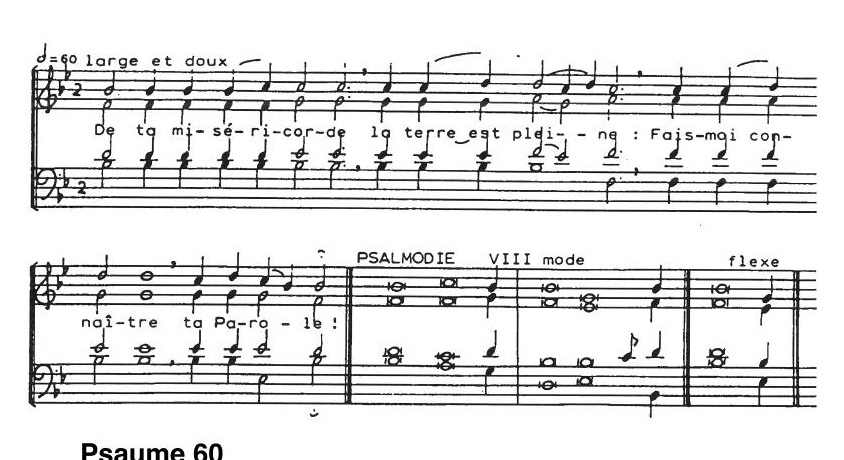 ♩=60 large et doux
De ta mi-sé-ri-cor-de la terre est plei- - ne : Fais-moi con-
PSALMODIE VIII mode flexe
naî-tre ta Pa-ro - le !
Psaume 60